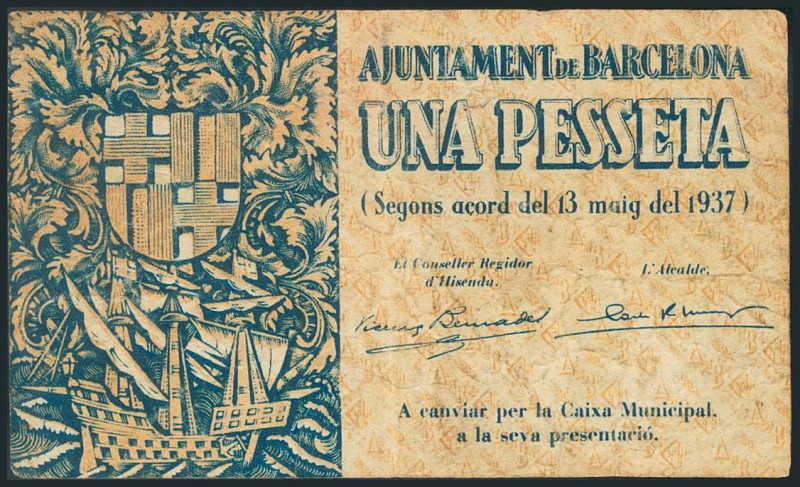 AJUNTAMENT DE BARCELONA
UNA PESSETA
(Segons acord del 13 maig del 1937)
El Conseller Regidor
d'Hisenda.
L'Alcalde,
A canviar per la Caixa Municipal,
a la seva presentació.